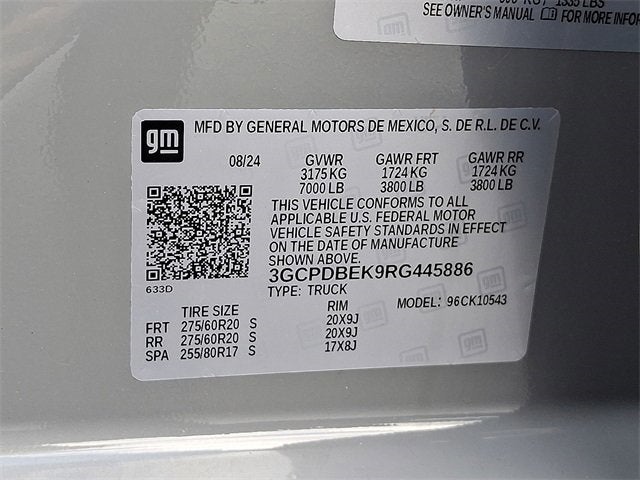 KG / 1335 LBS
SEE OWNER'S MANUAL FOR MORE INFOR
gm
MFD BY GENERAL MOTORS DE MEXICO, S. DE R.L. DE C.V.
08/24 GVWR GAWR FRT GAWR RR
3175 KG 1724 KG 1724 KG
7000 LB 3800 LB 3800 LB
THIS VEHICLE CONFORMS TO ALL
APPLICABLE U.S. FEDERAL MOTOR
VEHICLE SAFETY STANDARDS IN EFFECT
ON THE DATE OF MANUFACTURE
SHOWN ABOVE.
3GCPDBEK9RG445886
633D
TYPE: TRUCK MODEL: 96CK10543
TIRE SIZE RIM
FRT 275/60R20 S 20X9J
RR 275/60R20 S 20X9J
SPA 255/80R17 S 17X8J